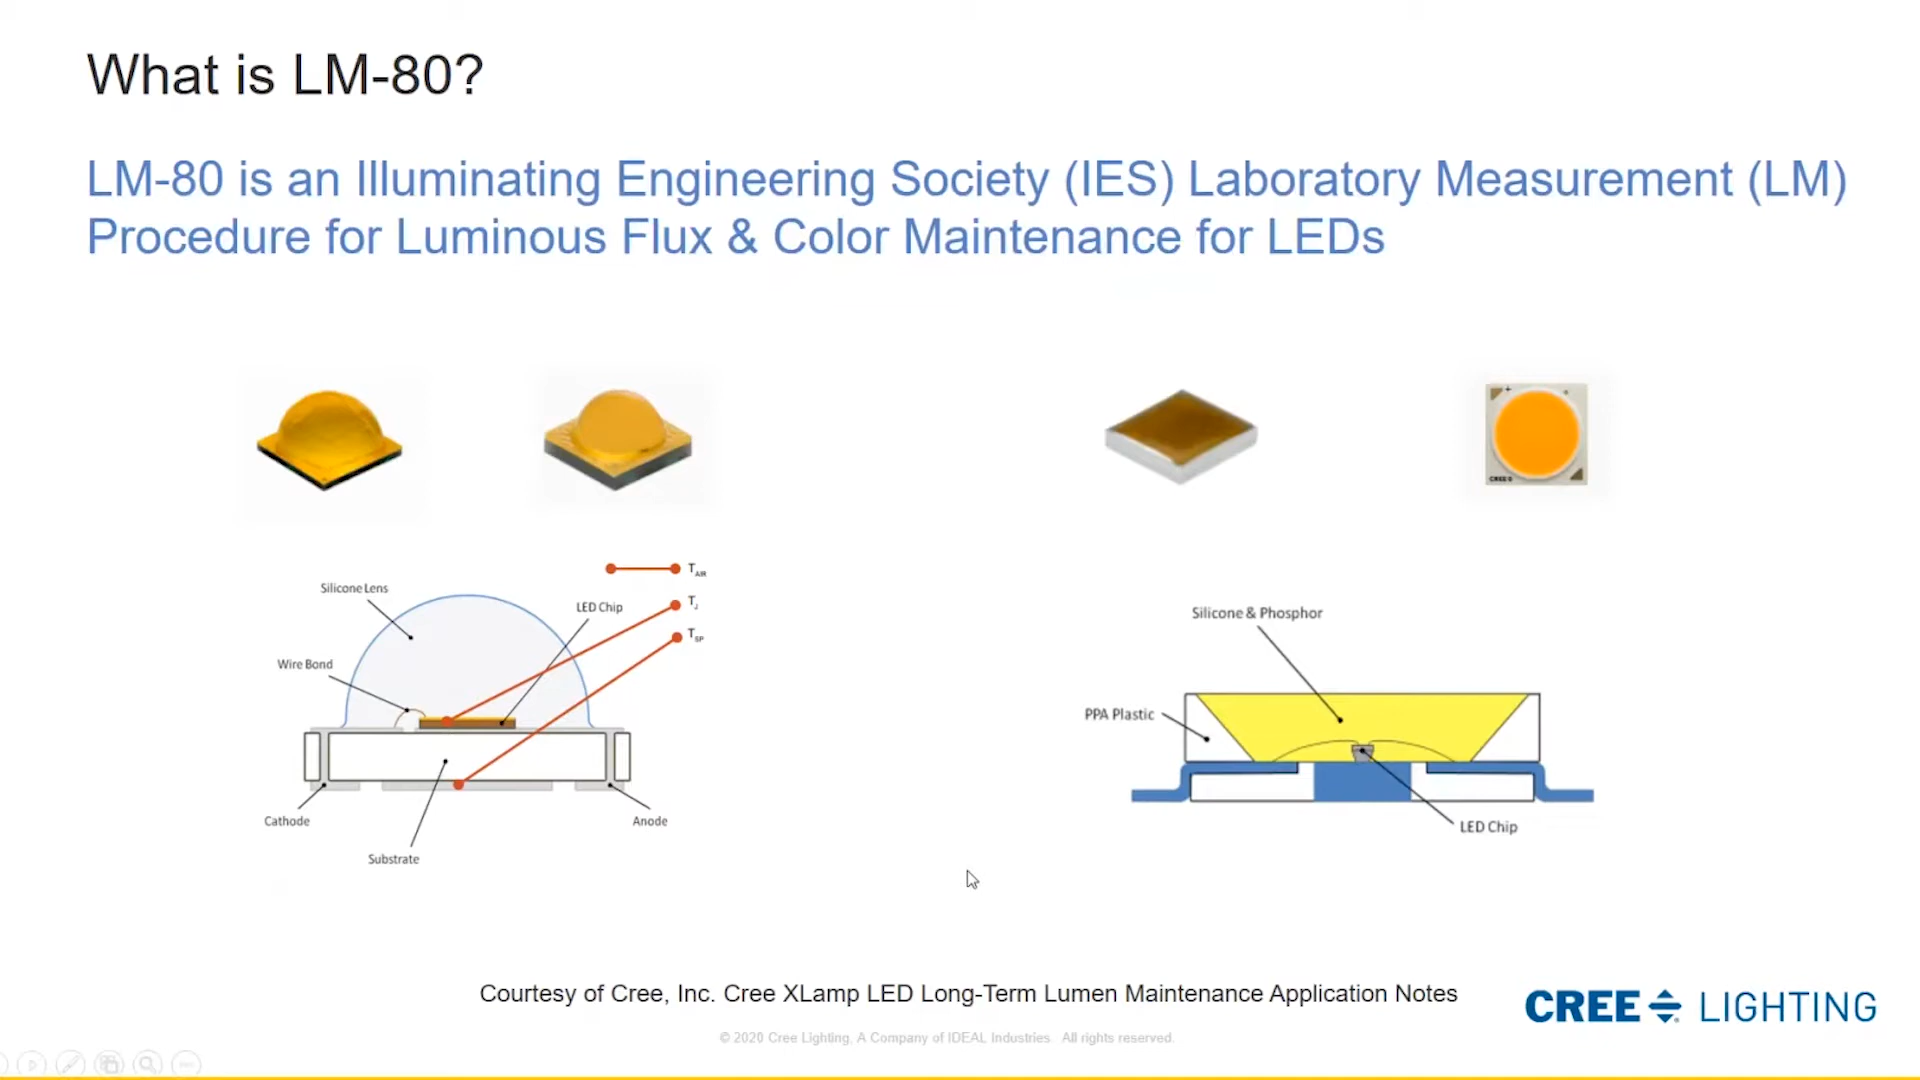 What is LM-80?
LM-80 is an Illuminating Engineering Society (IES) Laboratory Measurement (LM)
Procedure for Luminous Flux & Color Maintenance for LEDs
CREE
T AIR
Silicone Lens
LED Chip
T J
T SP
Wire Bond
Cathode
Anode
Substrate
Silicone & Phosphor
PPA Plastic
LED Chip
Courtesy of Cree, Inc. Cree XLamp LED Long-Term Lumen Maintenance Application Notes
CREE LIGHTING
© 2020 Cree Lighting, A Company of IDEAL Industries. All rights reserved.